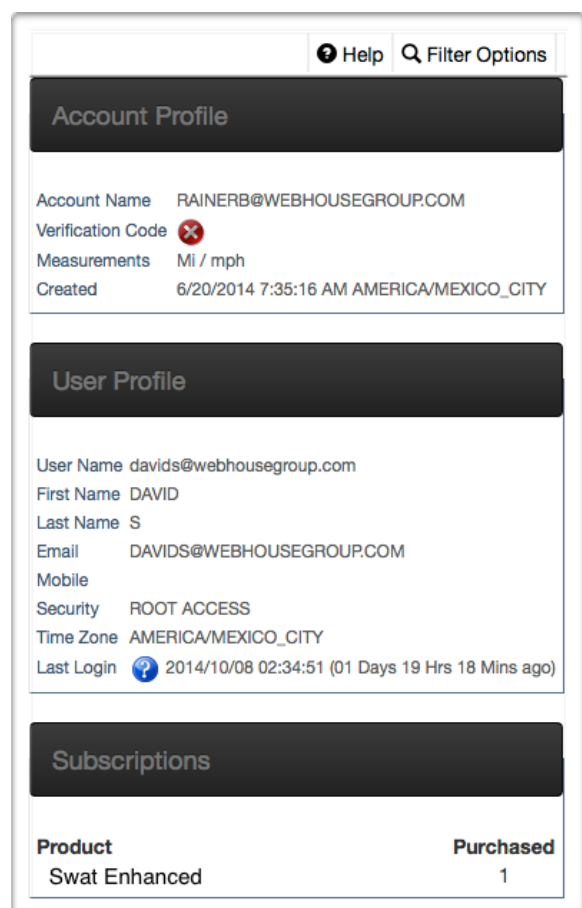 Help Filter Options
Account Profile
Account Name RAINERB@WEBHOUSEGROUP.COM
Verification Code
Measurements Mi / mph
Created 6/20/2014 7:35:16 AM AMERICA/MEXICO_CITY
User Profile
User Name davids@webhousegroup.com
First Name DAVID
Last Name S
Email DAVIDS@WEBHOUSEGROUP.COM
Mobile
Security ROOT ACCESS
Time Zone AMERICA/MEXICO_CITY
Last Login 2014/10/08 02:34:51 (01 Days 19 Hrs 18 Mins ago)
Subscriptions
Product Purchased
Swat Enhanced 1